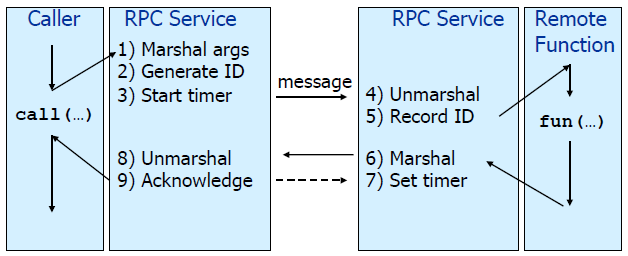 Caller
RPC Service
1) Marshal args
2) Generate ID
3) Start timer
call(…)
8) Unmarshal
9) Acknowledge
message
RPC Service
4) Unmarshal
5) Record ID
6) Marshal
7) Set timer
Remote
Function
fun(…)